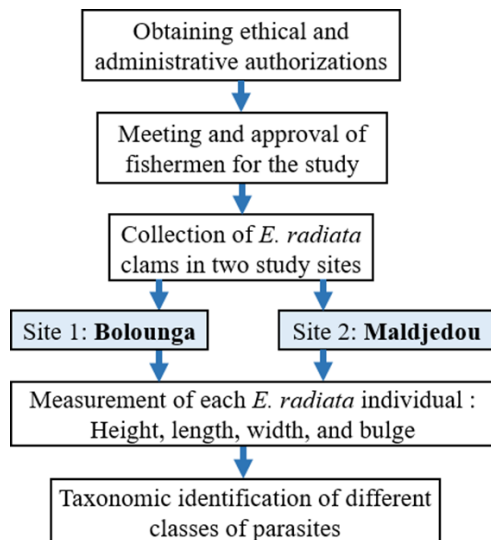 Obtaining ethical and
administrative authorizations
Meeting and approval of
fishermen for the study
Collection of E. radiata
clams in two study sites
Site 1: Bolounga
Site 2: Maldjedou
Measurement of each E. radiata individual :
Height, length, width, and bulge
Taxonomic identification of different
classes of parasites